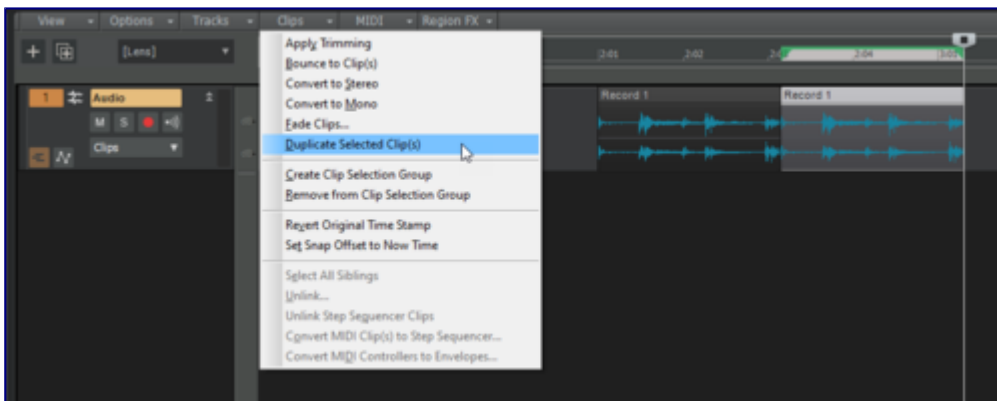 View Options Tracks Clips MIDI Region FX
[Lens]
2:01 2:02 2:04 3:01
1 Audio
M S
Clips
Record 1 Record 1
Apply Trimming
Bounce to Clip(s)
Convert to Stereo
Convert to Mono
Fade Clips...
Duplicate Selected Clip(s)
Create Clip Selection Group
Remove from Clip Selection Group
Revert Original Time Stamp
Set Snap Offset to Now Time
Select All Siblings
Unlink...
Unlink Step Sequencer Clips
Convert MIDI Clip(s) to Step Sequencer...
Convert MIDI Controllers to Envelopes...